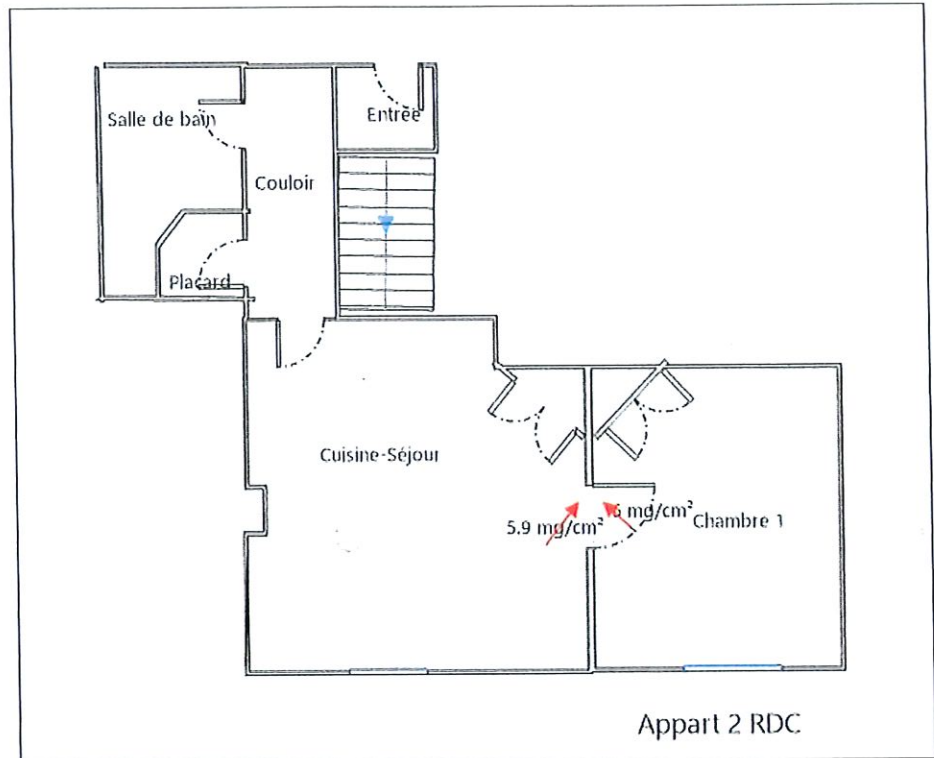 Salle de bain
Entrée
Couloir
Placard
Cuisine-Séjour
5.9 mg/cm²
mg/cm²
Chambre 1
Appart 2 RDC